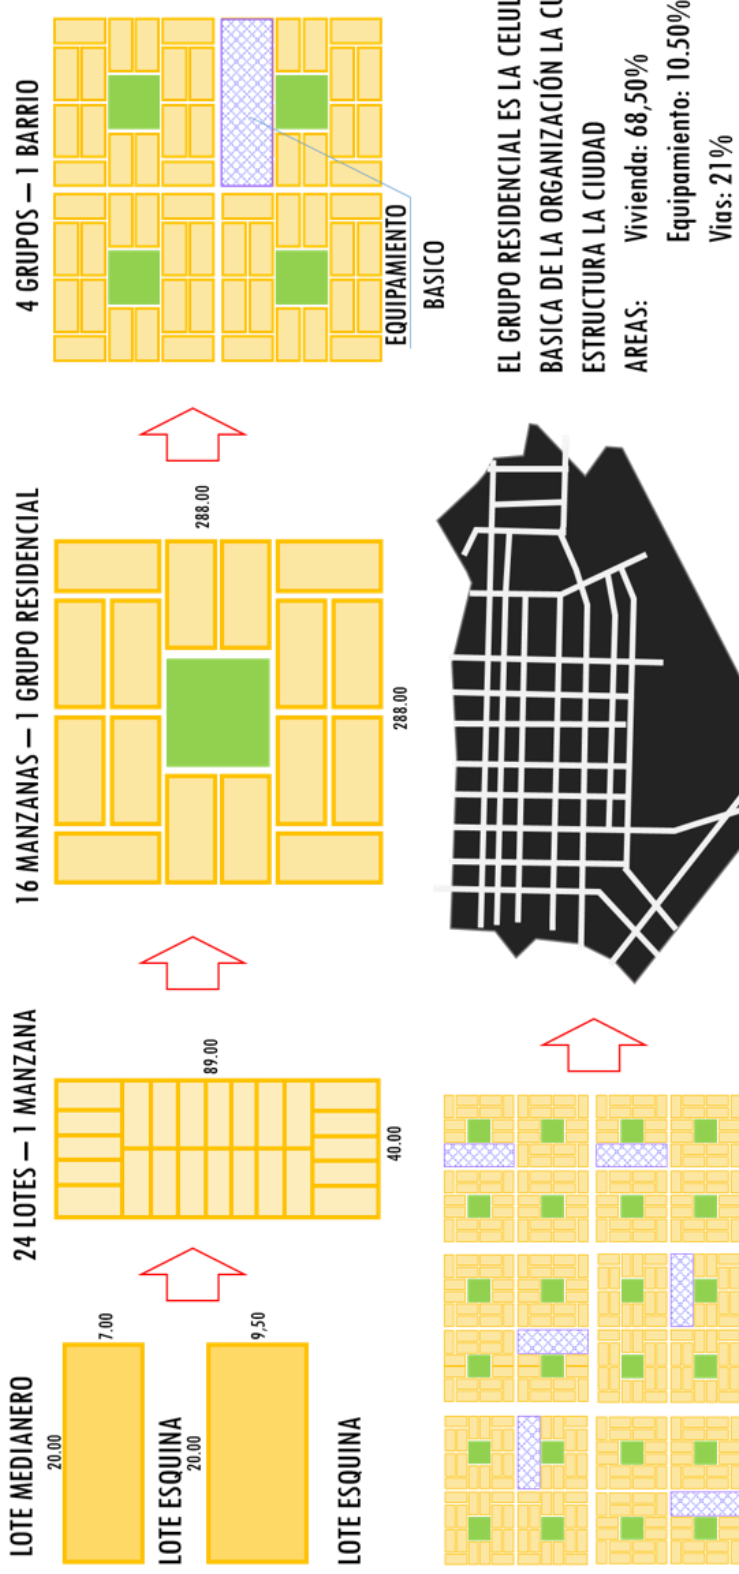 LOTE MEDIANERO
20.00
7.00
LOTE ESQUINA
20.00
9,50
LOTE ESQUINA
24 LOTES – 1 MANZANA
89.00
40.00
16 MANZANAS – 1 GRUPO RESIDENCIAL
288.00
288.00
4 GRUPOS – 1 BARRIO
EQUIPAMIENTO
BASICO
EL GRUPO RESIDENCIAL ES LA CELUL
BASICA DE LA ORGANIZACIÓN LA CU
ESTRUCTURA LA CIUDAD
AREAS: Vivienda: 68,50%
Equipamiento: 10.50%
Vias: 21%